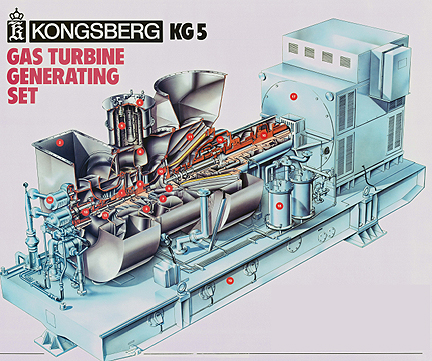 KONGSBERG KG5
GAS TURBINE
GENERATING
SET